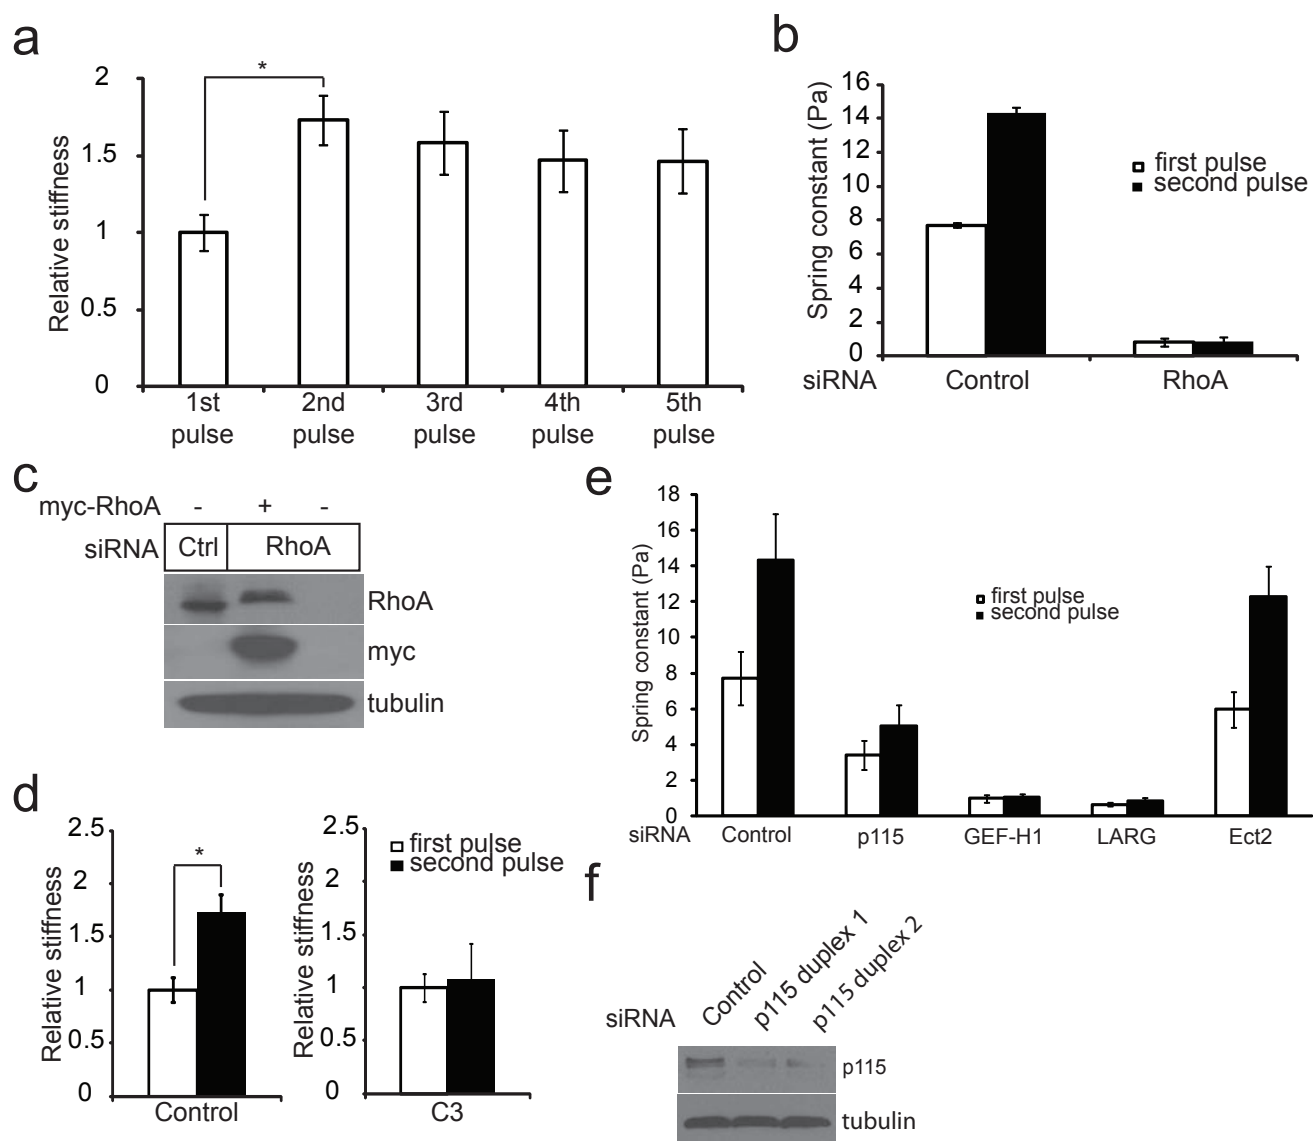 a
Relative stiffness
2
1.5
1
0.5
0
*
1st pulse
2nd pulse
3rd pulse
4th pulse
5th pulse
b
Spring constant (Pa)
16
14
12
10
8
6
4
2
0
first pulse
second pulse
siRNA Control RhoA
c
myc-RhoA - + -
siRNA Ctrl RhoA
RhoA
myc
tubulin
d
Relative stiffness
2.5
2
1.5
1
0.5
0
*
Control
Relative stiffness
2.5
2
1.5
1
0.5
0
first pulse
second pulse
C3
e
Spring constant (Pa)
18
16
14
12
10
8
6
4
2
0
first pulse
second pulse
siRNA Control p115 GEF-H1 LARG Ect2
f
siRNA Control p115 duplex 1 p115 duplex 2
p115
tubulin